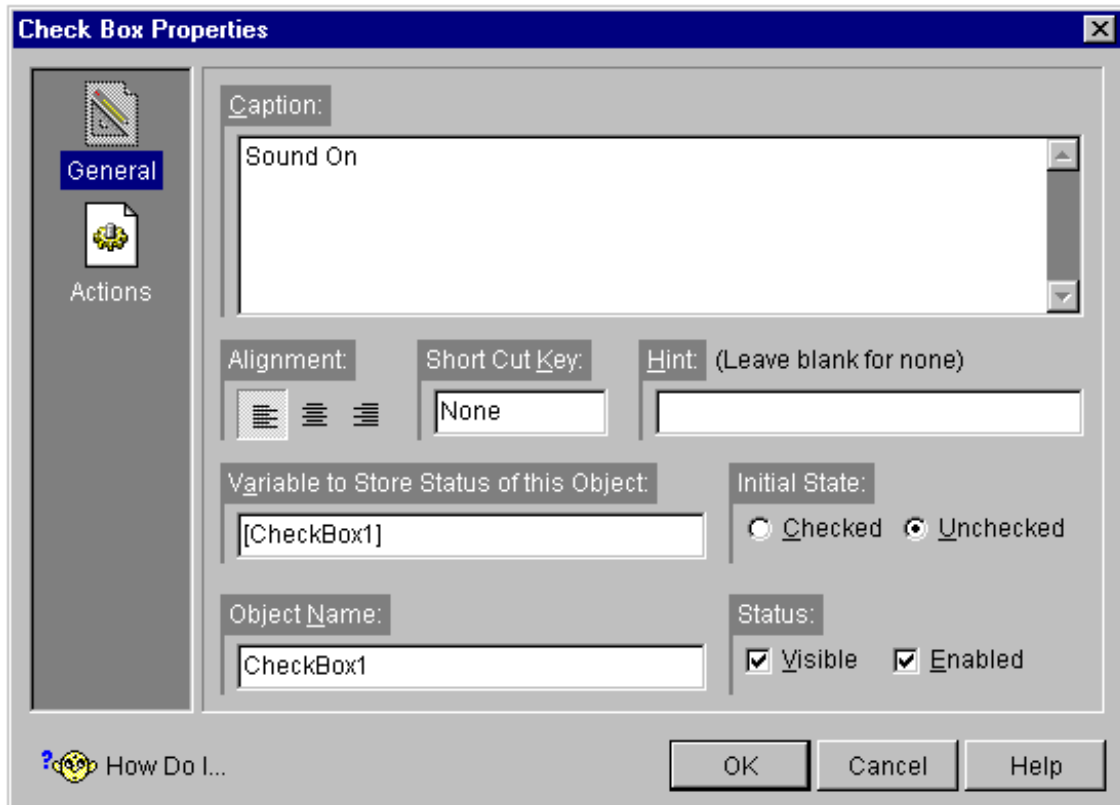 Check Box Properties
General
Actions
Caption:
Sound On
Alignment: Short Cut Key: Hint: (Leave blank for none)
None
Variable to Store Status of this Object: Initial State:
[CheckBox1] Checked Unchecked
Object Name: Status:
CheckBox1 Visible Enabled
? How Do I... OK Cancel Help